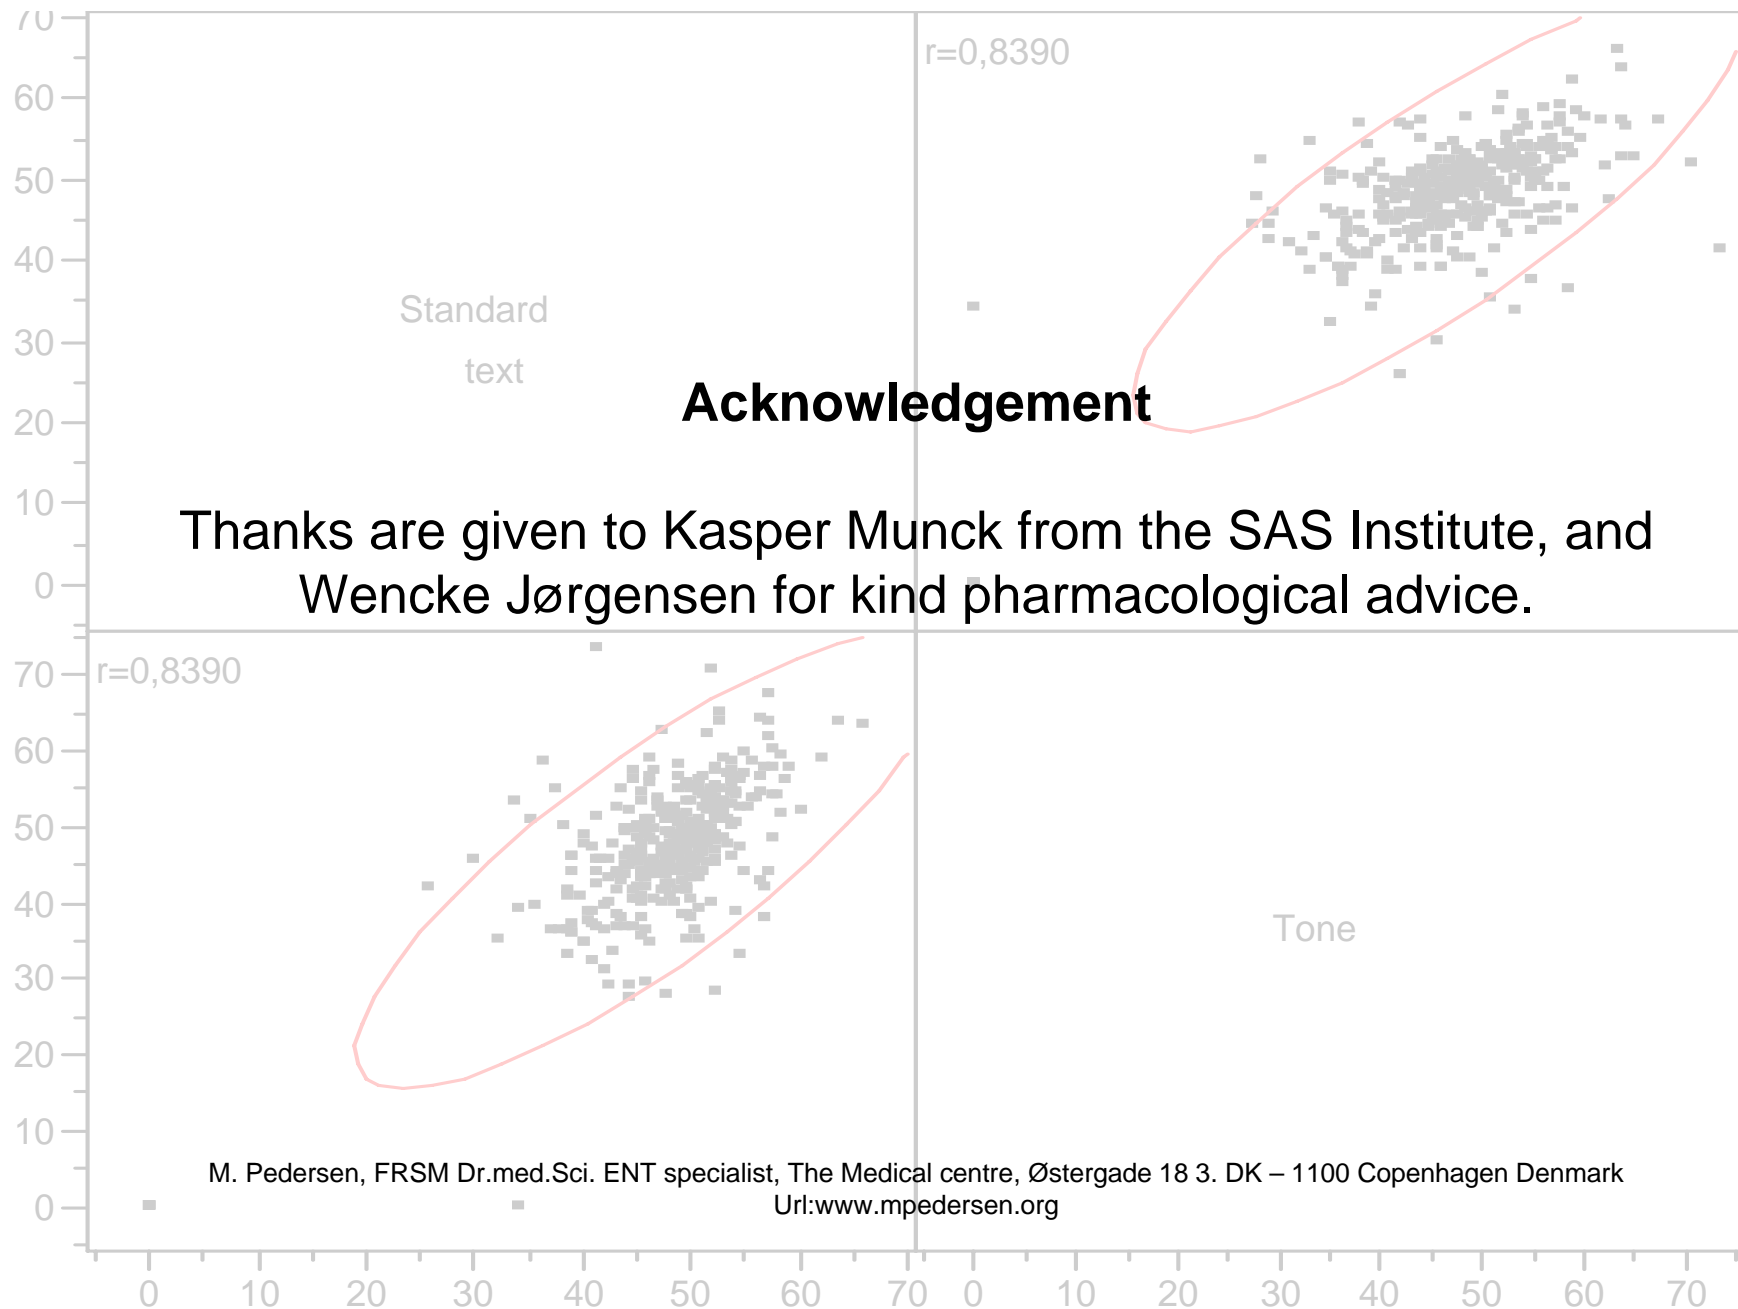 70
r=0,8390
60
50
40
Standard
30
text
Acknowledgement
20
10
Thanks are given to Kasper Munck from the SAS Institute, and
0
Wencke Jørgensen for kind pharmacological advice.
70
r=0,8390
60
50
40
Tone
30
20
10
M. Pedersen, FRSM Dr.med.Sci. ENT specialist, The Medical centre, Østergade 18 3. DK – 1100 Copenhagen Denmark
0
Url:www.mpedersen.org
0 10 20 30 40 50 60 70 0 10 20 30 40 50 60 70